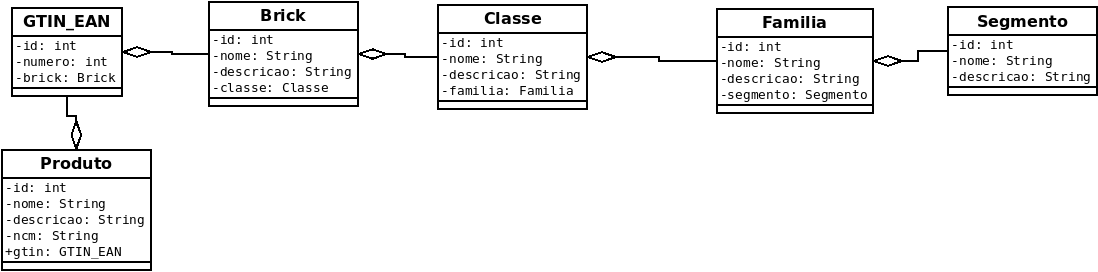 GTIN_EAN
-id: int
-numero: int
-brick: Brick
Brick
-id: int
-nome: String
-descricao: String
-classe: Classe
Classe
-id: int
-nome: String
-descricao: String
-familia: Familia
Familia
-id: int
-nome: String
-descricao: String
-segmento: Segmento
Segmento
-id: int
-nome: String
-descricao: String
Produto
-id: int
-nome: String
-descricao: String
-ncm: String
+gtin: GTIN_EAN